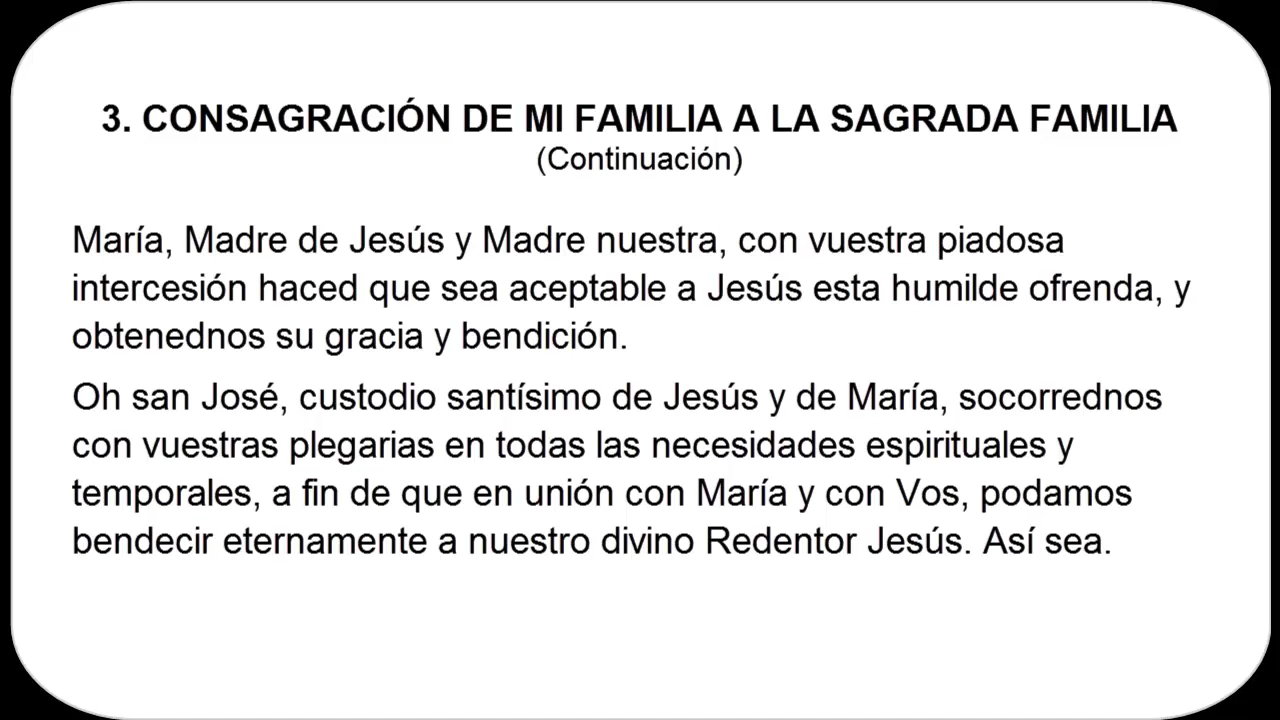 3. CONSAGRACIÓN DE MI FAMILIA A LA SAGRADA FAMILIA
(Continuación)
María, Madre de Jesús y Madre nuestra, con vuestra piadosa
intercesión haced que sea aceptable a Jesús esta humilde ofrenda, y
obtenednos su gracia y bendición.
Oh san José, custodio santísimo de Jesús y de María, socorrednos
con vuestras plegarias en todas las necesidades espirituales y
temporales, a fin de que en unión con María y con Vos, podamos
bendecir eternamente a nuestro divino Redentor Jesús. Así sea.